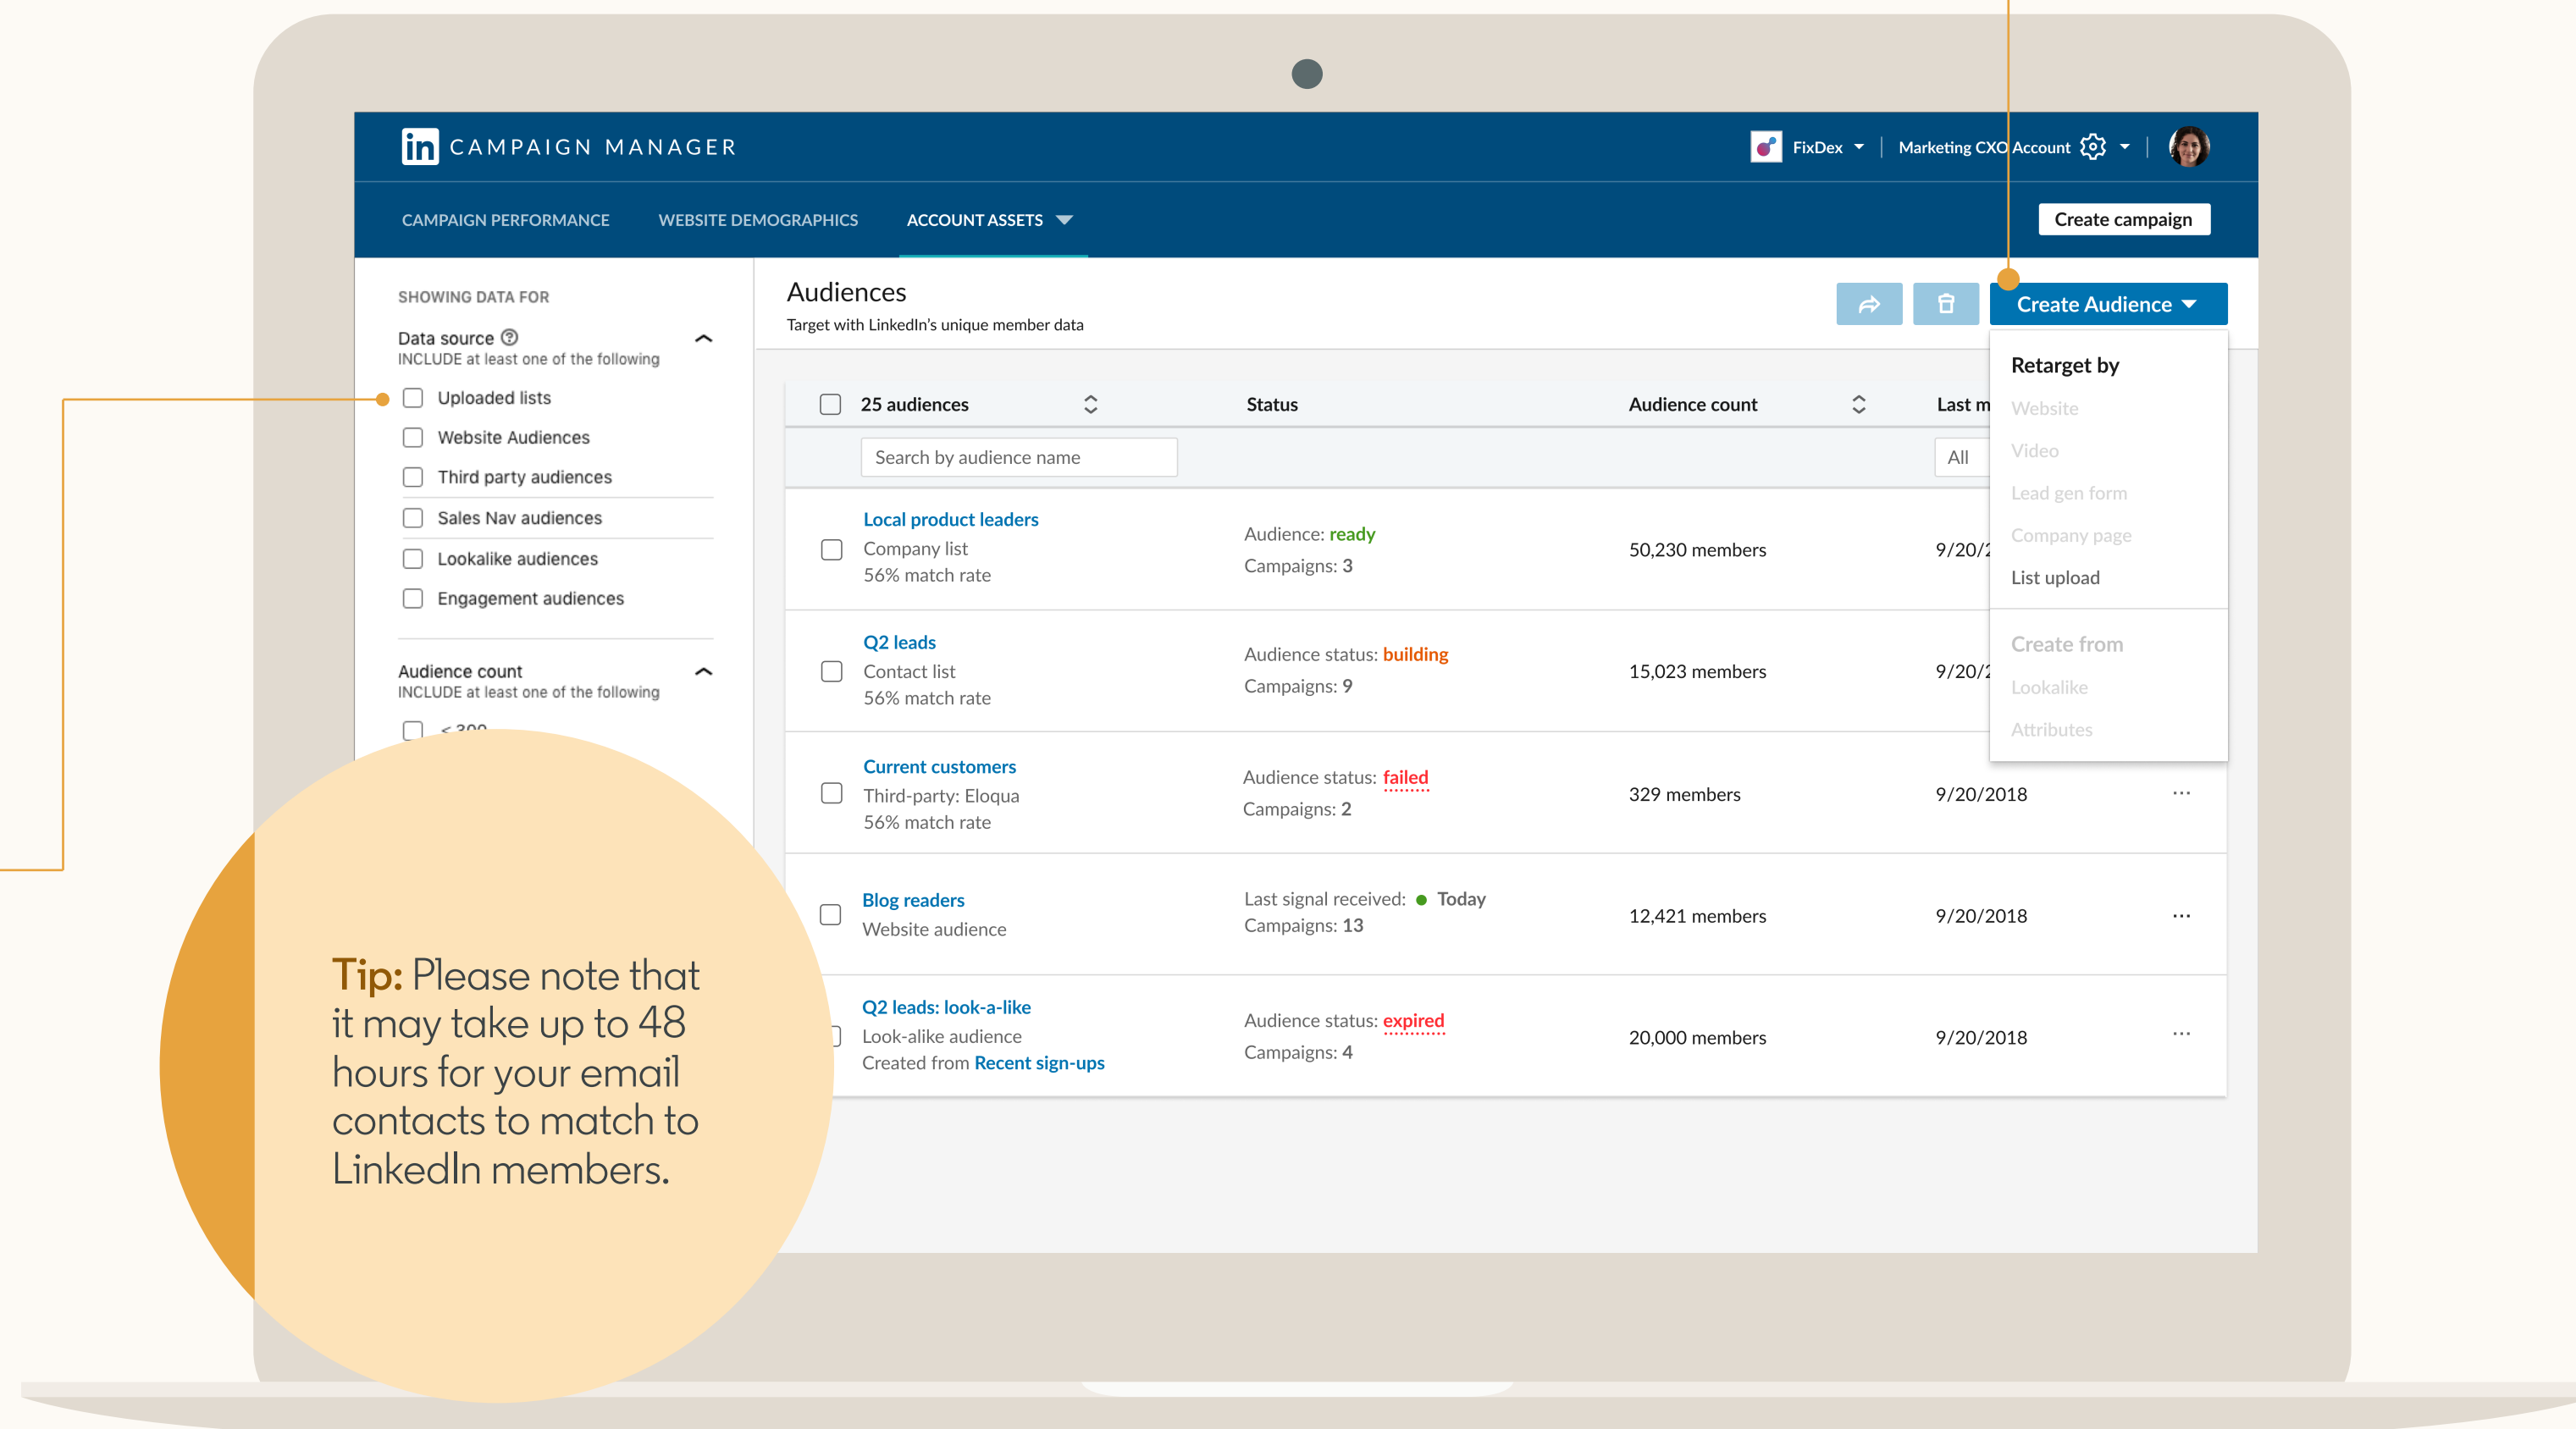 in CAMPAIGN MANAGER
FixDex
Marketing CXO Account
CAMPAIGN PERFORMANCE
WEBSITE DEMOGRAPHICS
ACCOUNT ASSETS
Create campaign
SHOWING DATA FOR
Data source ?
INCLUDE at least one of the following
Uploaded lists
Website Audiences
Third party audiences
Sales Nav audiences
Lookalike audiences
Engagement audiences
Audience count
INCLUDE at least one of the following
Audiences
Target with LinkedIn's unique member data
Create Audience
Retarget by
Website
Video
Lead gen form
Company page
List upload
Create from
Lookalike
Attributes
25 audiences
Status
Audience count
Last
Search by audience name
All
Local product leaders
Company list
56% match rate
Audience: ready
Campaigns: 3
50,230 members
9/20/
Q2 leads
Contact list
56% match rate
Audience status: building
Campaigns: 9
15,023 members
9/20/
Current customers
Third-party: Eloqua
56% match rate
Audience status: failed
Campaigns: 2
329 members
9/20/2018
...
Blog readers
Website audience
Last signal received: Today
Campaigns: 13
12,421 members
9/20/2018
...
Q2 leads: look-a-like
Look-alike audience
Created from Recent sign-ups
Audience status: expired
Campaigns: 4
20,000 members
9/20/2018
...
Tip: Please note that
it may take up to 48
hours for your email
contacts to match to
LinkedIn members.